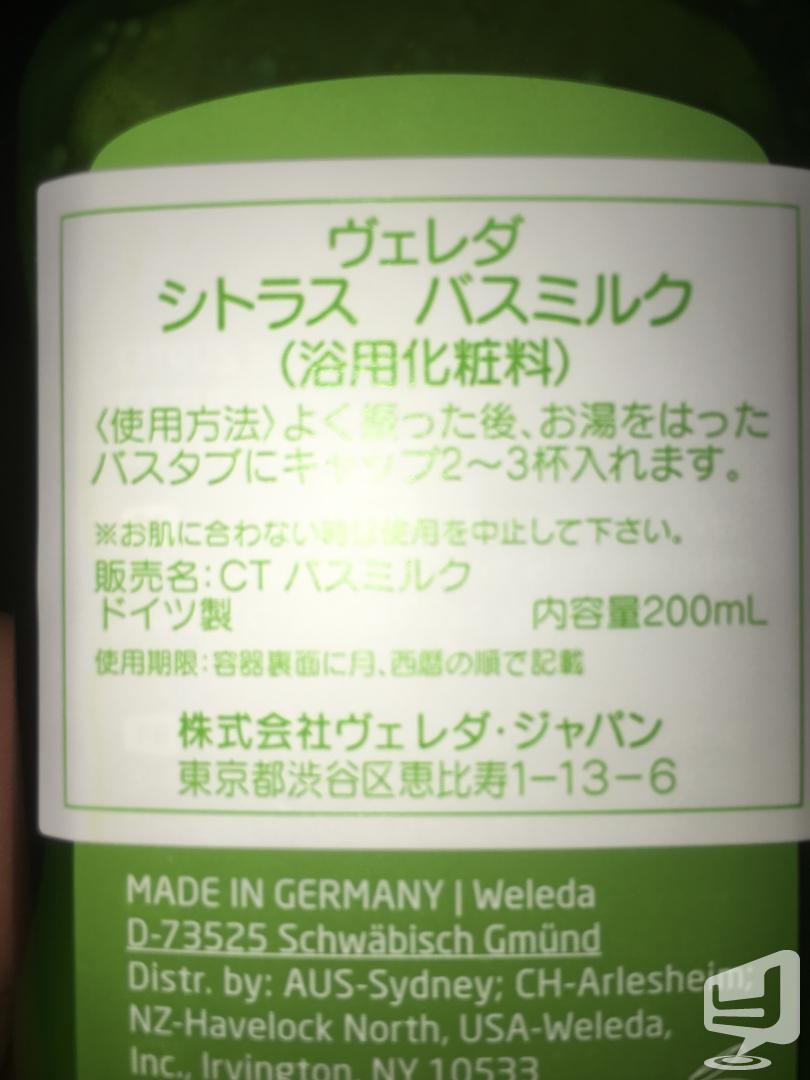 ヴェレダ
シトラス バスミルク
（浴用化粧料）
〈使用方法〉よく振った後、お湯をはった
バスタブにキャップ2～3杯入れます。
※お肌に合わない時は使用を中止して下さい。
販売名：CT バスミルク
ドイツ製 内容量200mL
使用期限：容器裏面に月、西暦の順で記載
株式会社ヴェレダ・ジャパン
東京都渋谷区恵比寿1−13−6
MADE IN GERMANY | Weleda
D-73525 Schwäbisch Gmünd
Distr. by: AUS-Sydney; CH-Arlesheim;
NZ-Havelock North, USA-Weleda,
Inc., Irvington, NY 10533